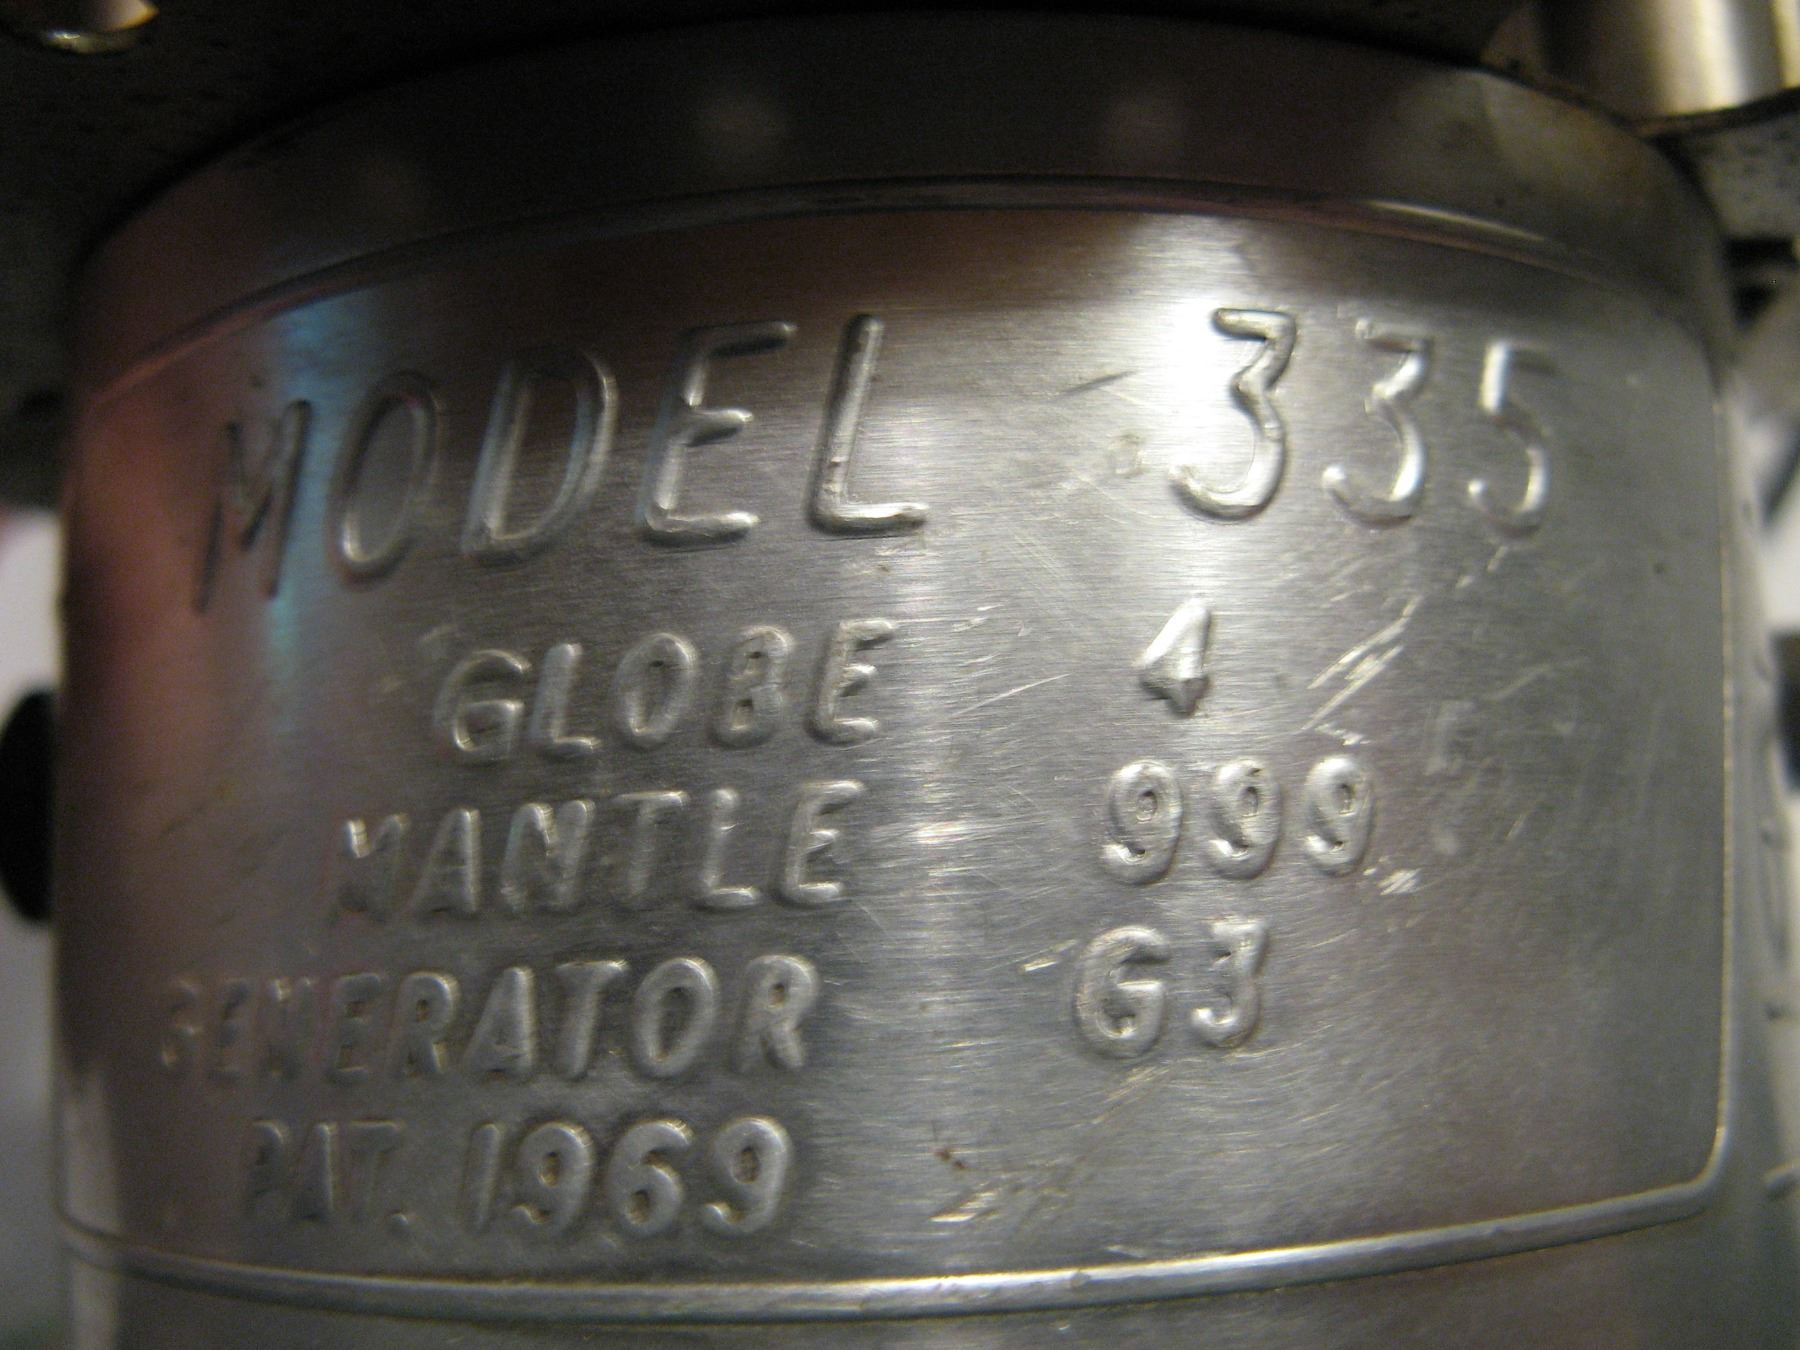 MODEL 335
GLOBE 4
MANTLE 999
GENERATOR G3
PAT. 1969